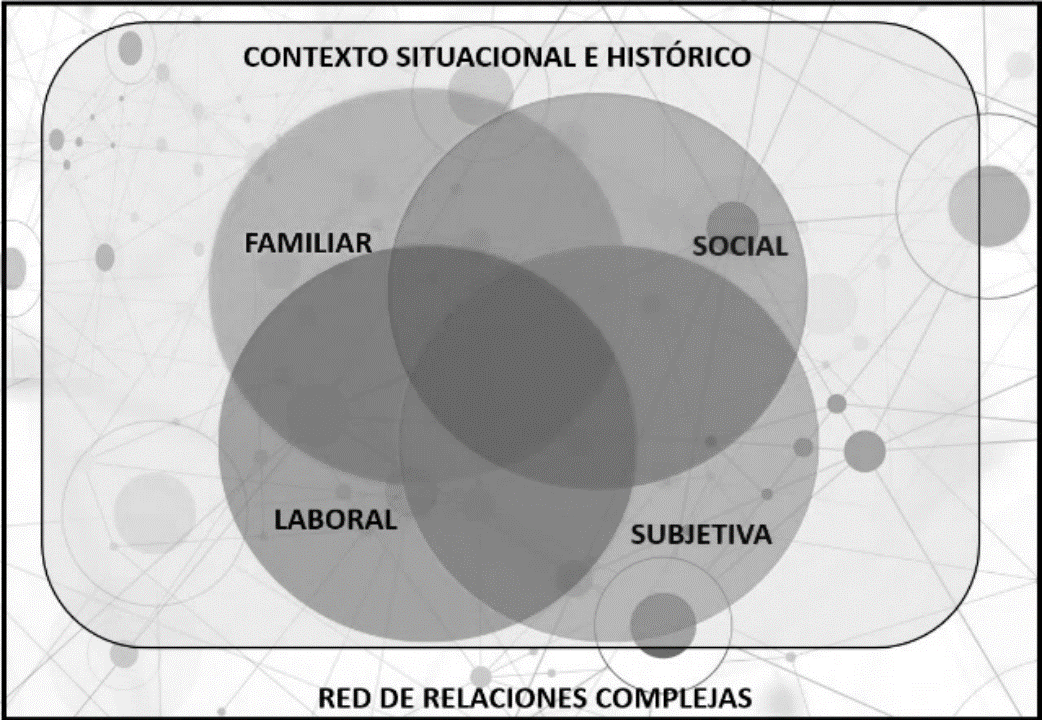 CONTEXTO SITUACIONAL E HISTÓRICO
FAMILIAR
SOCIAL
LABORAL
SUBJETIVA
RED DE RELACIONES COMPLEJAS